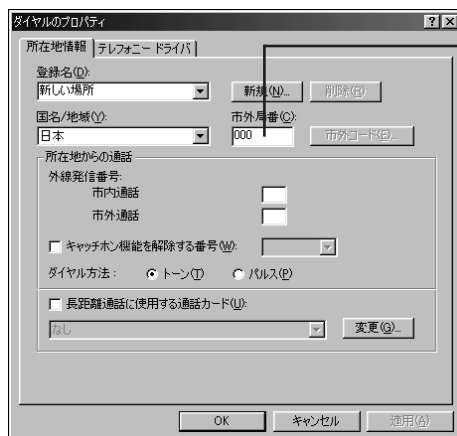 ダイヤルのプロパティ
所在地情報 テレフォニー ドライバ
登録名(D):
新しい場所 新規(N)... 削除(R)
国名/地域(Y): 市外局番(C):
日本 000 市外コード(E)...
所在地からの通話
外線発信番号:
市内通話
市外通話
キャッチホン機能を解除する番号(W):
ダイヤル方法: トーン(T) パルス(P)
長距離通話に使用する通話カード(U):
なし 変更(G)...
OK キャンセル 適用(A)